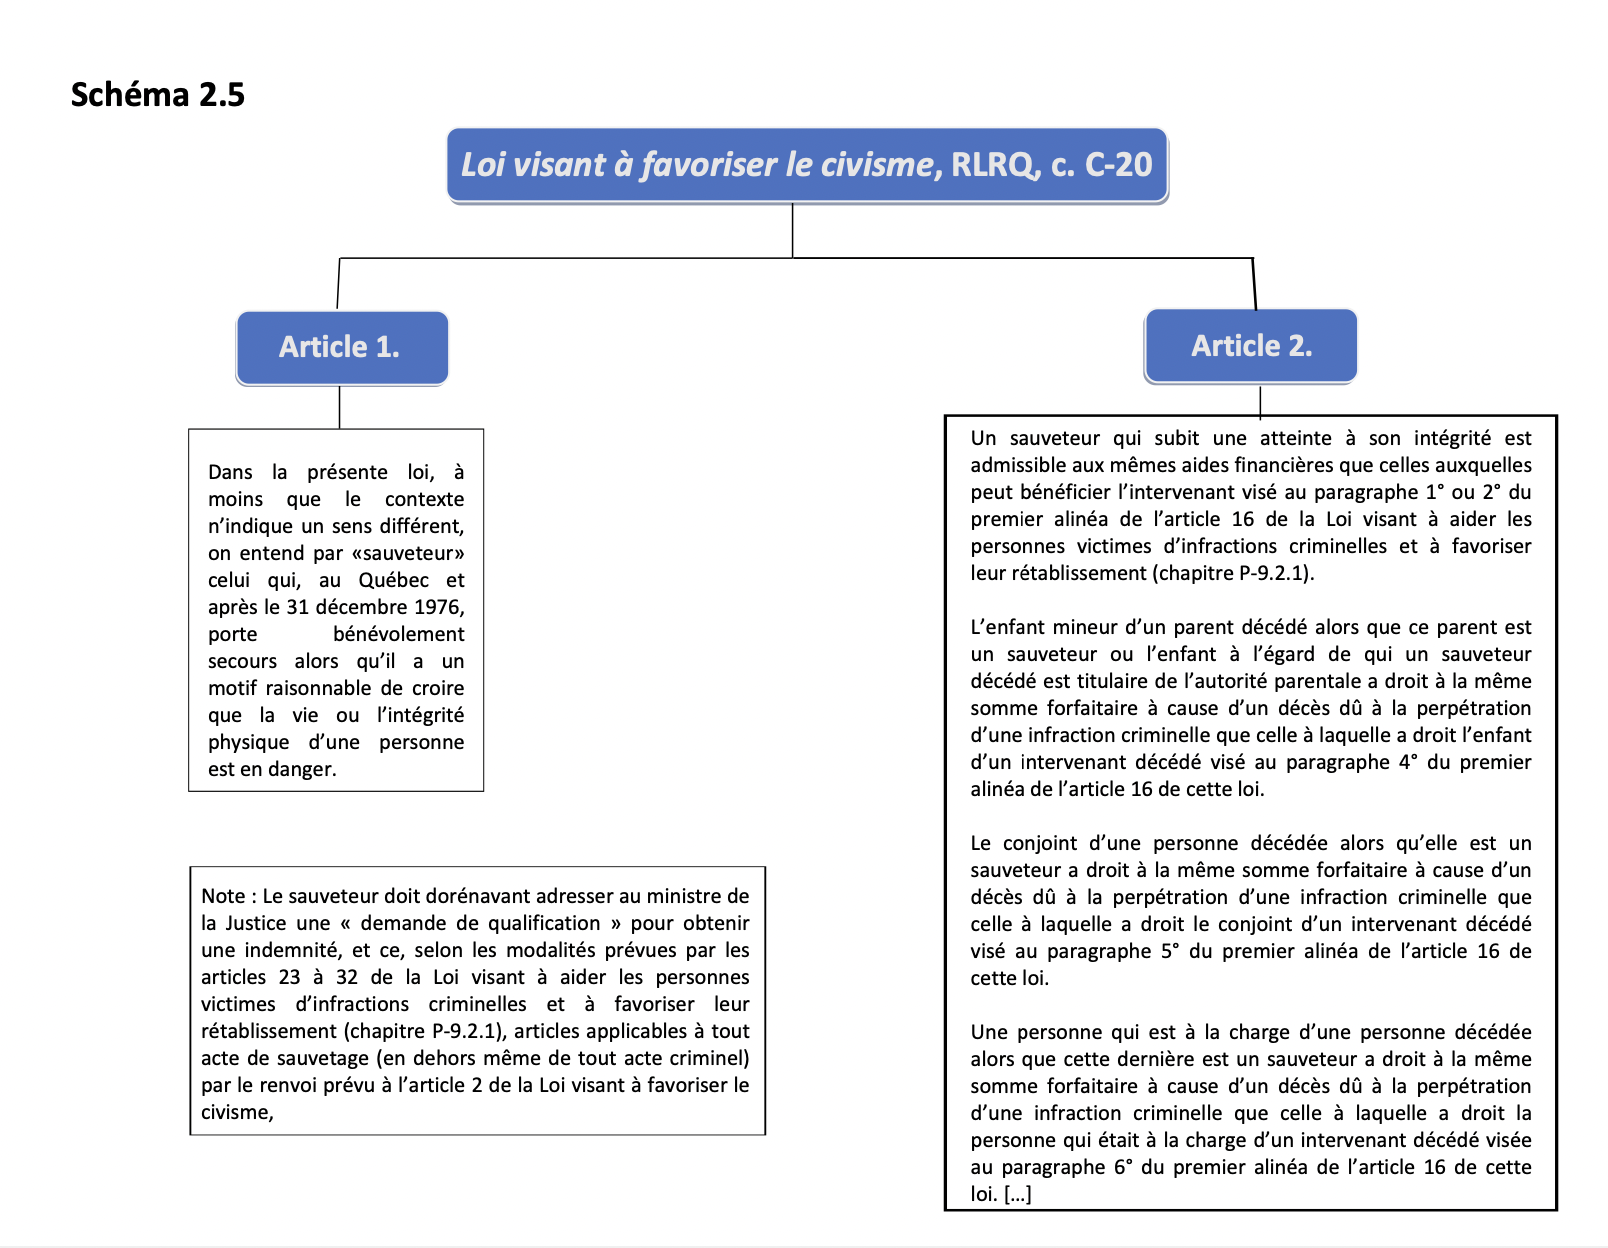 Schéma 2.5
Loi visant à favoriser le civisme, RLRQ, c. C-20
Article 1.
Dans la présente loi, à
moins que le contexte
n’indique un sens différent,
on entend par «sauveteur»
celui qui, au Québec et
après le 31 décembre 1976,
porte bénévolement
secours alors qu’il a un
motif raisonnable de croire
que la vie ou l’intégrité
physique d’une personne
est en danger.
Note : Le sauveteur doit dorénavant adresser au ministre de
la Justice une « demande de qualification » pour obtenir
une indemnité, et ce, selon les modalités prévues par les
articles 23 à 32 de la Loi visant à aider les personnes
victimes d’infractions criminelles et à favoriser leur
rétablissement (chapitre P-9.2.1), articles applicables à tout
acte de sauvetage (en dehors même de tout acte criminel)
par le renvoi prévu à l’article 2 de la Loi visant à favoriser le
civisme,
Article 2.
Un sauveteur qui subit une atteinte à son intégrité est
admissible aux mêmes aides financières que celles auxquelles
peut bénéficier l’intervenant visé au paragraphe 1° ou 2° du
premier alinéa de l’article 16 de la Loi visant à aider les
personnes victimes d’infractions criminelles et à favoriser
leur rétablissement (chapitre P-9.2.1).
L’enfant mineur d’un parent décédé alors que ce parent est
un sauveteur ou l’enfant à l’égard de qui un sauveteur
décédé est titulaire de l’autorité parentale a droit à la même
somme forfaitaire à cause d’un décès dû à la perpétration
d’une infraction criminelle que celle à laquelle a droit l’enfant
d’un intervenant décédé visé au paragraphe 4° du premier
alinéa de l’article 16 de cette loi.
Le conjoint d’une personne décédée alors qu’elle est un
sauveteur a droit à la même somme forfaitaire à cause d’un
décès dû à la perpétration d’une infraction criminelle que
celle à laquelle a droit le conjoint d’un intervenant décédé
visé au paragraphe 5° du premier alinéa de l’article 16 de
cette loi.
Une personne qui est à la charge d’une personne décédée
alors que cette dernière est un sauveteur a droit à la même
somme forfaitaire à cause d’un décès dû à la perpétration
d’une infraction criminelle que celle à laquelle a droit la
personne qui était à la charge d’un intervenant décédé visée
au paragraphe 6° du premier alinéa de l’article 16 de cette
loi. […]